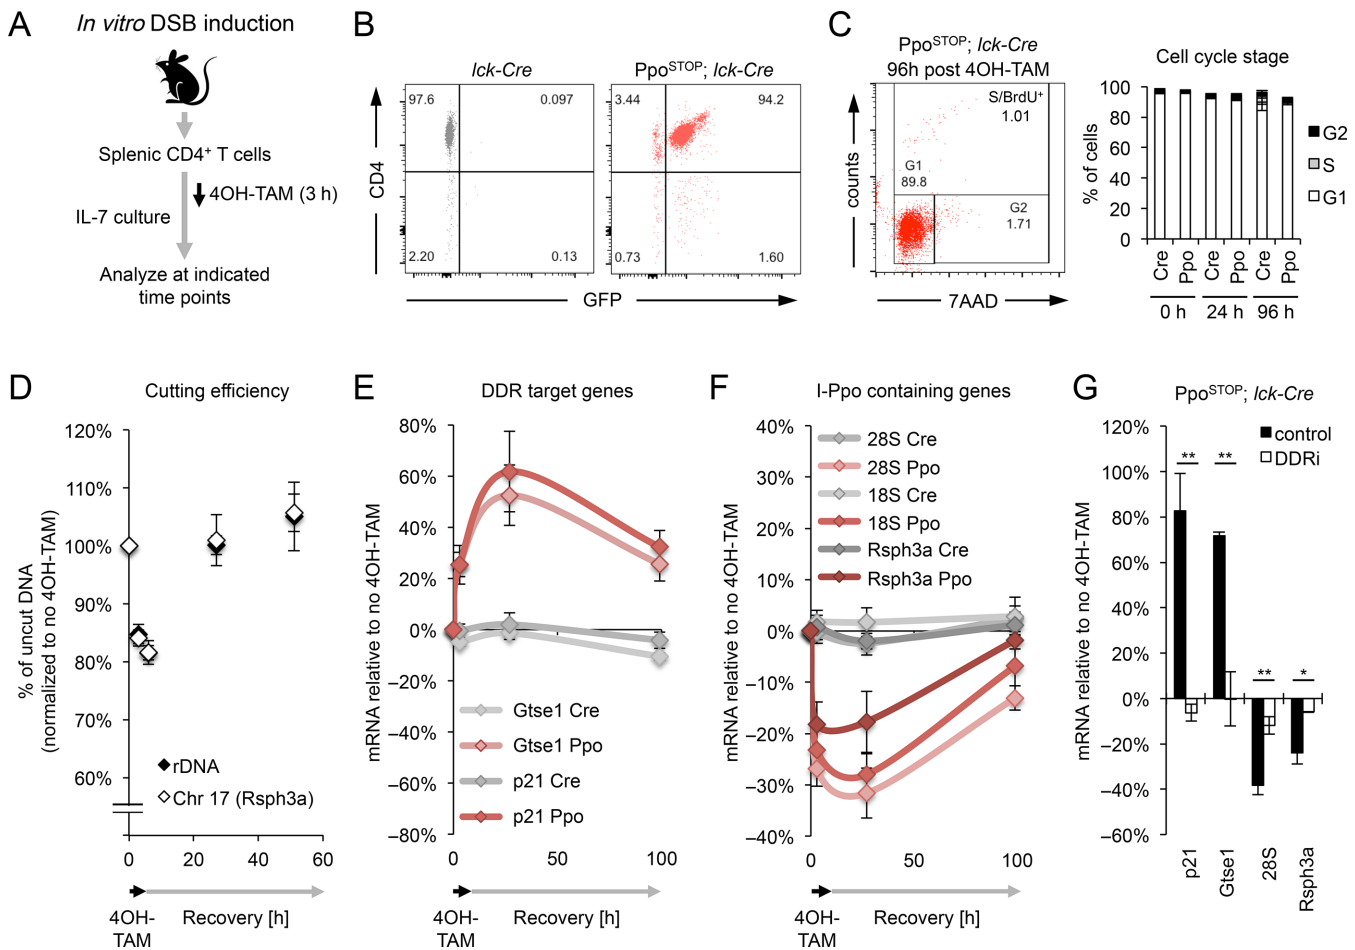 A
In vitro DSB induction
Splenic CD4⁺ T cells
4OH-TAM (3 h)
IL-7 culture
Analyze at indicated
time points
B
lck-Cre
PpoSTOP; lck-Cre
97.6
0.097
3.44
94.2
CD4
2.20
0.13
0.73
1.60
GFP
C
PpoSTOP; lck-Cre
96h post 4OH-TAM
S/BrdU⁺
1.01
G1
89.8
G2
1.71
counts
7AAD
Cell cycle stage
% of cells
100
80
60
40
20
0
G2
S
G1
Cre
Ppo
Cre
Ppo
Cre
Ppo
0 h
24 h
96 h
D
Cutting efficiency
% of uncut DNA
(normalized to no 4OH-TAM)
120%
110%
100%
90%
80%
70%
60%
rDNA
Chr 17 (Rsph3a)
0
20
40
60
4OH-
TAM
Recovery [h]
E
DDR target genes
mRNA relative to no 4OH-TAM
80%
60%
40%
20%
0%
−20%
−40%
−60%
−80%
Gtse1 Cre
Gtse1 Ppo
p21 Cre
p21 Ppo
0
50
100
4OH-
TAM
Recovery [h]
F
I-Ppo containing genes
mRNA relative to no 4OH-TAM
40%
30%
20%
10%
0%
−10%
−20%
−30%
−40%
28S Cre
28S Ppo
18S Cre
18S Ppo
Rsph3a Cre
Rsph3a Ppo
0
50
100
4OH-
TAM
Recovery [h]
G
PpoSTOP; lck-Cre
mRNA relative to no 4OH-TAM
120%
100%
80%
60%
40%
20%
0%
−20%
−40%
−60%
control
DDRi
**
**
**
*
p21
Gtse1
28S
Rsph3a